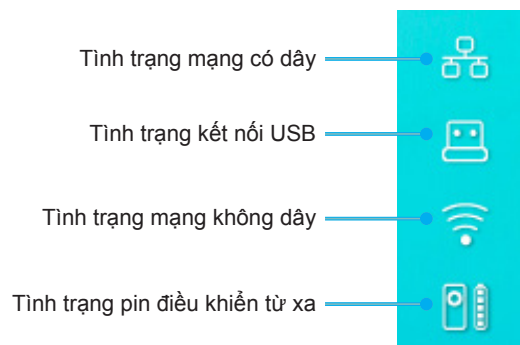 Tình trạng mạng có dây
Tình trạng kết nối USB
Tình trạng mạng không dây
Tình trạng pin điều khiển từ xa